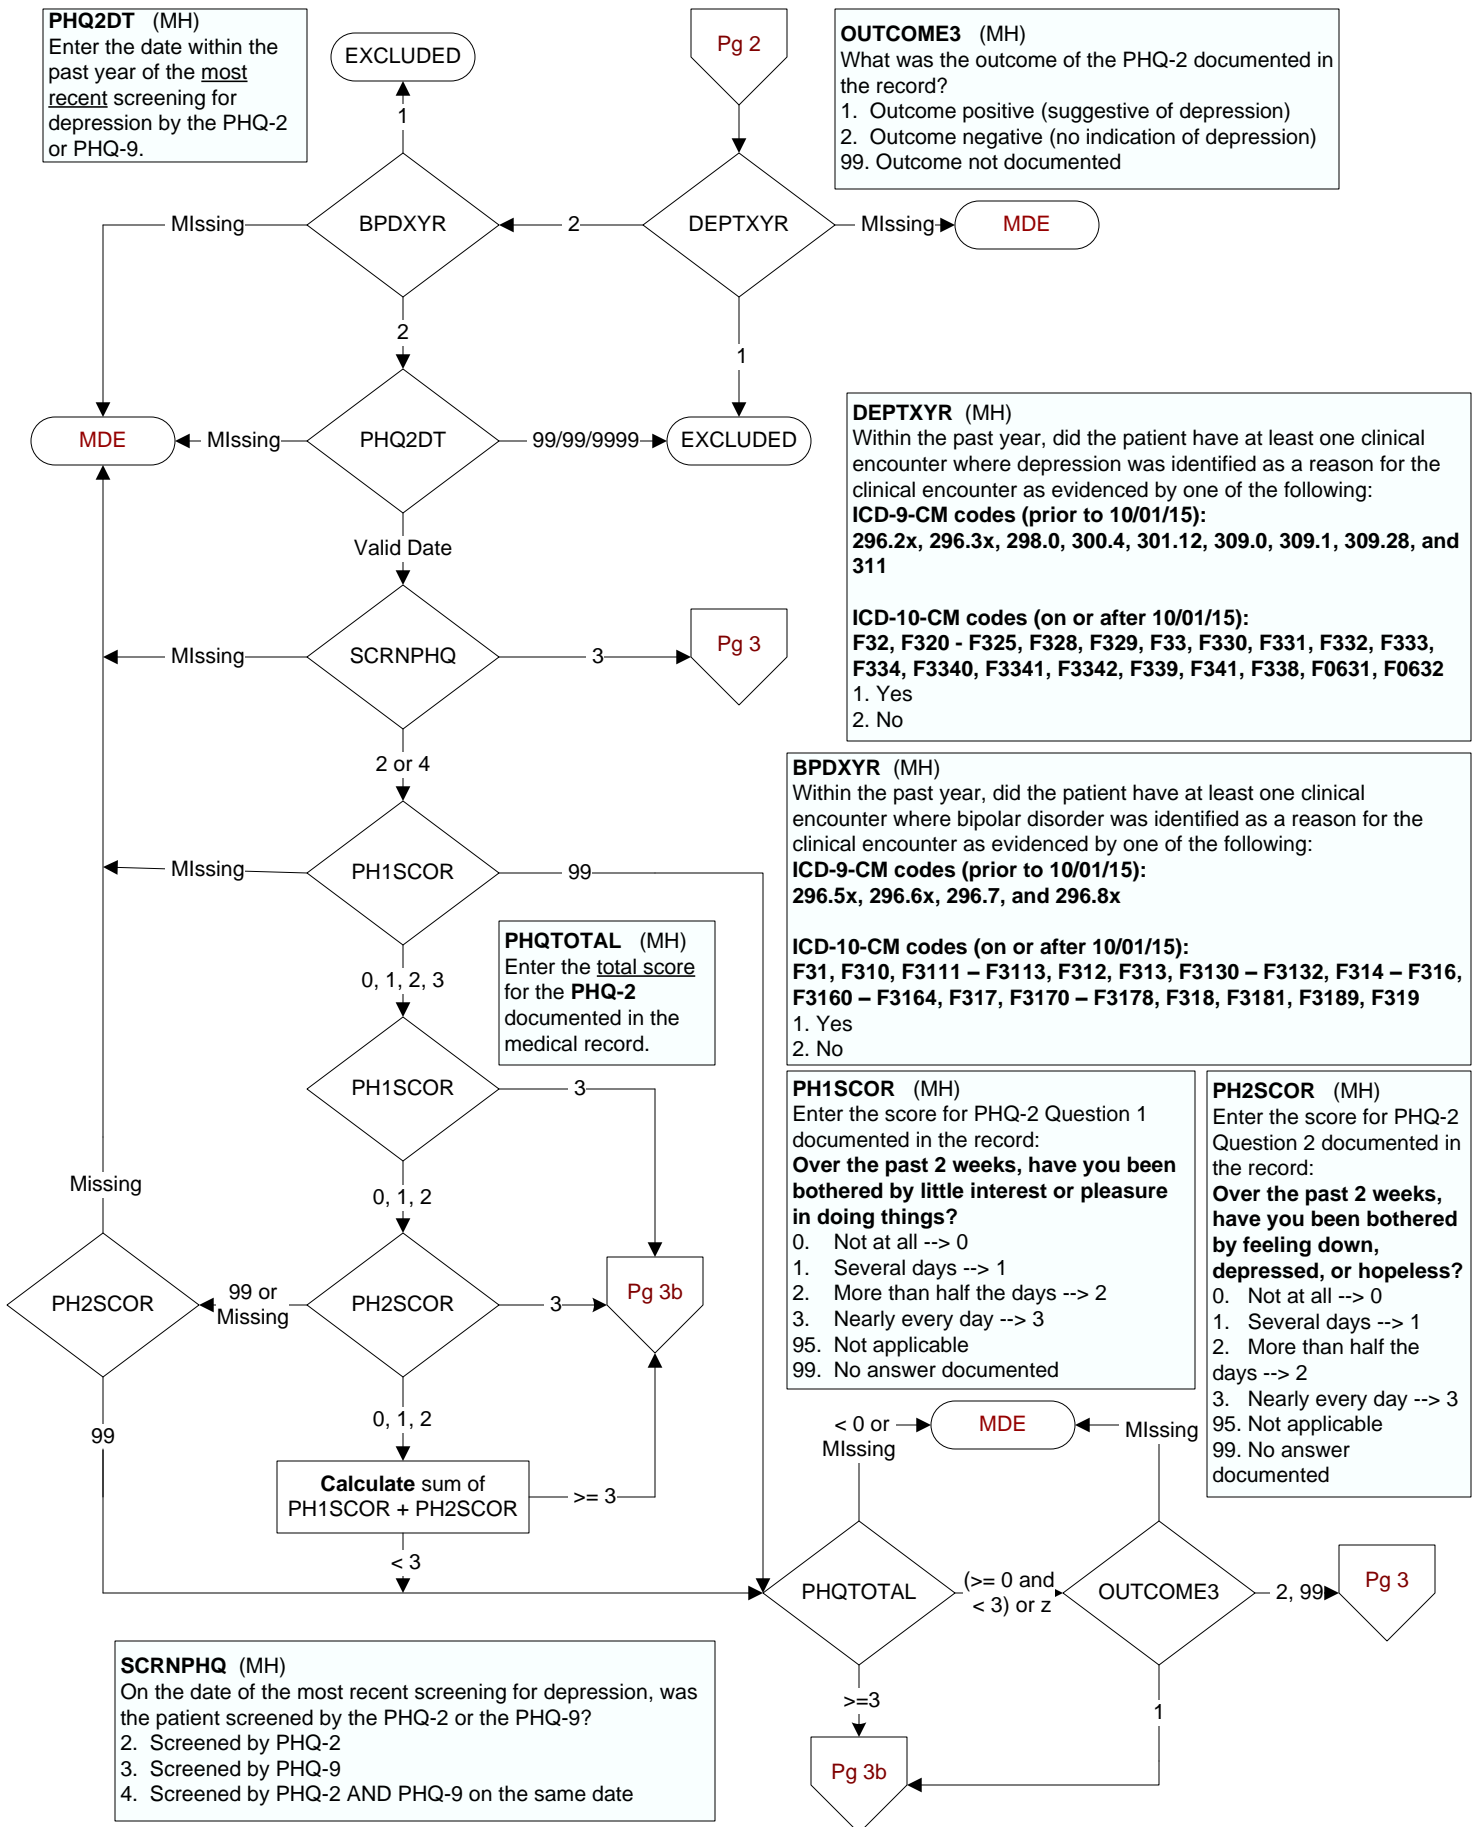 PHQ2DT (MH)
Enter the date within the
past year of the most
recent screening for
depression by the PHQ-2
or PHQ-9.
EXCLUDED
Pg 2
OUTCOME3 (MH)
What was the outcome of the PHQ-2 documented in
the record?
1. Outcome positive (suggestive of depression)
2. Outcome negative (no indication of depression)
99. Outcome not documented
1
MIssing
BPDXYR
2
DEPTXYR
MIssing
MDE
2
1
MDE
MIssing
PHQ2DT
99/99/9999
EXCLUDED
DEPTXYR (MH)
Within the past year, did the patient have at least one clinical
encounter where depression was identified as a reason for the
clinical encounter as evidenced by one of the following:
ICD-9-CM codes (prior to 10/01/15):
296.2x, 296.3x, 298.0, 300.4, 301.12, 309.0, 309.1, 309.28, and
311
ICD-10-CM codes (on or after 10/01/15):
F32, F320 - F325, F328, F329, F33, F330, F331, F332, F333,
F334, F3340, F3341, F3342, F339, F341, F338, F0631, F0632
1. Yes
2. No
Valid Date
MIssing
SCRNPHQ
3
Pg 3
2 or 4
BPDXYR (MH)
Within the past year, did the patient have at least one clinical
encounter where bipolar disorder was identified as a reason for the
clinical encounter as evidenced by one of the following:
ICD-9-CM codes (prior to 10/01/15):
296.5x, 296.6x, 296.7, and 296.8x
ICD-10-CM codes (on or after 10/01/15):
F31, F310, F3111 – F3113, F312, F313, F3130 – F3132, F314 – F316,
F3160 – F3164, F317, F3170 – F3178, F318, F3181, F3189, F319
1. Yes
2. No
MIssing
PH1SCOR
99
PHQTOTAL (MH)
Enter the total score
for the PHQ-2
documented in the
medical record.
0, 1, 2, 3
PH1SCOR
3
PH1SCOR (MH)
Enter the score for PHQ-2 Question 1
documented in the record:
Over the past 2 weeks, have you been
bothered by little interest or pleasure
in doing things?
0. Not at all --> 0
1. Several days --> 1
2. More than half the days --> 2
3. Nearly every day --> 3
95. Not applicable
99. No answer documented
PH2SCOR (MH)
Enter the score for PHQ-2
Question 2 documented in
the record:
Over the past 2 weeks,
have you been bothered
by feeling down,
depressed, or hopeless?
0. Not at all --> 0
1. Several days --> 1
2. More than half the
days --> 2
3. Nearly every day --> 3
95. Not applicable
99. No answer
documented
Missing
0, 1, 2
PH2SCOR
99 or
Missing
PH2SCOR
3
Pg 3b
0, 1, 2
99
Calculate sum of
PH1SCOR + PH2SCOR
>= 3
< 3
< 0 or
MIssing
MDE
MIssing
PHQTOTAL
(>= 0 and
< 3) or z
OUTCOME3
2, 99
Pg 3
>=3
1
Pg 3b
SCRNPHQ (MH)
On the date of the most recent screening for depression, was
the patient screened by the PHQ-2 or the PHQ-9?
2. Screened by PHQ-2
3. Screened by PHQ-9
4. Screened by PHQ-2 AND PHQ-9 on the same date